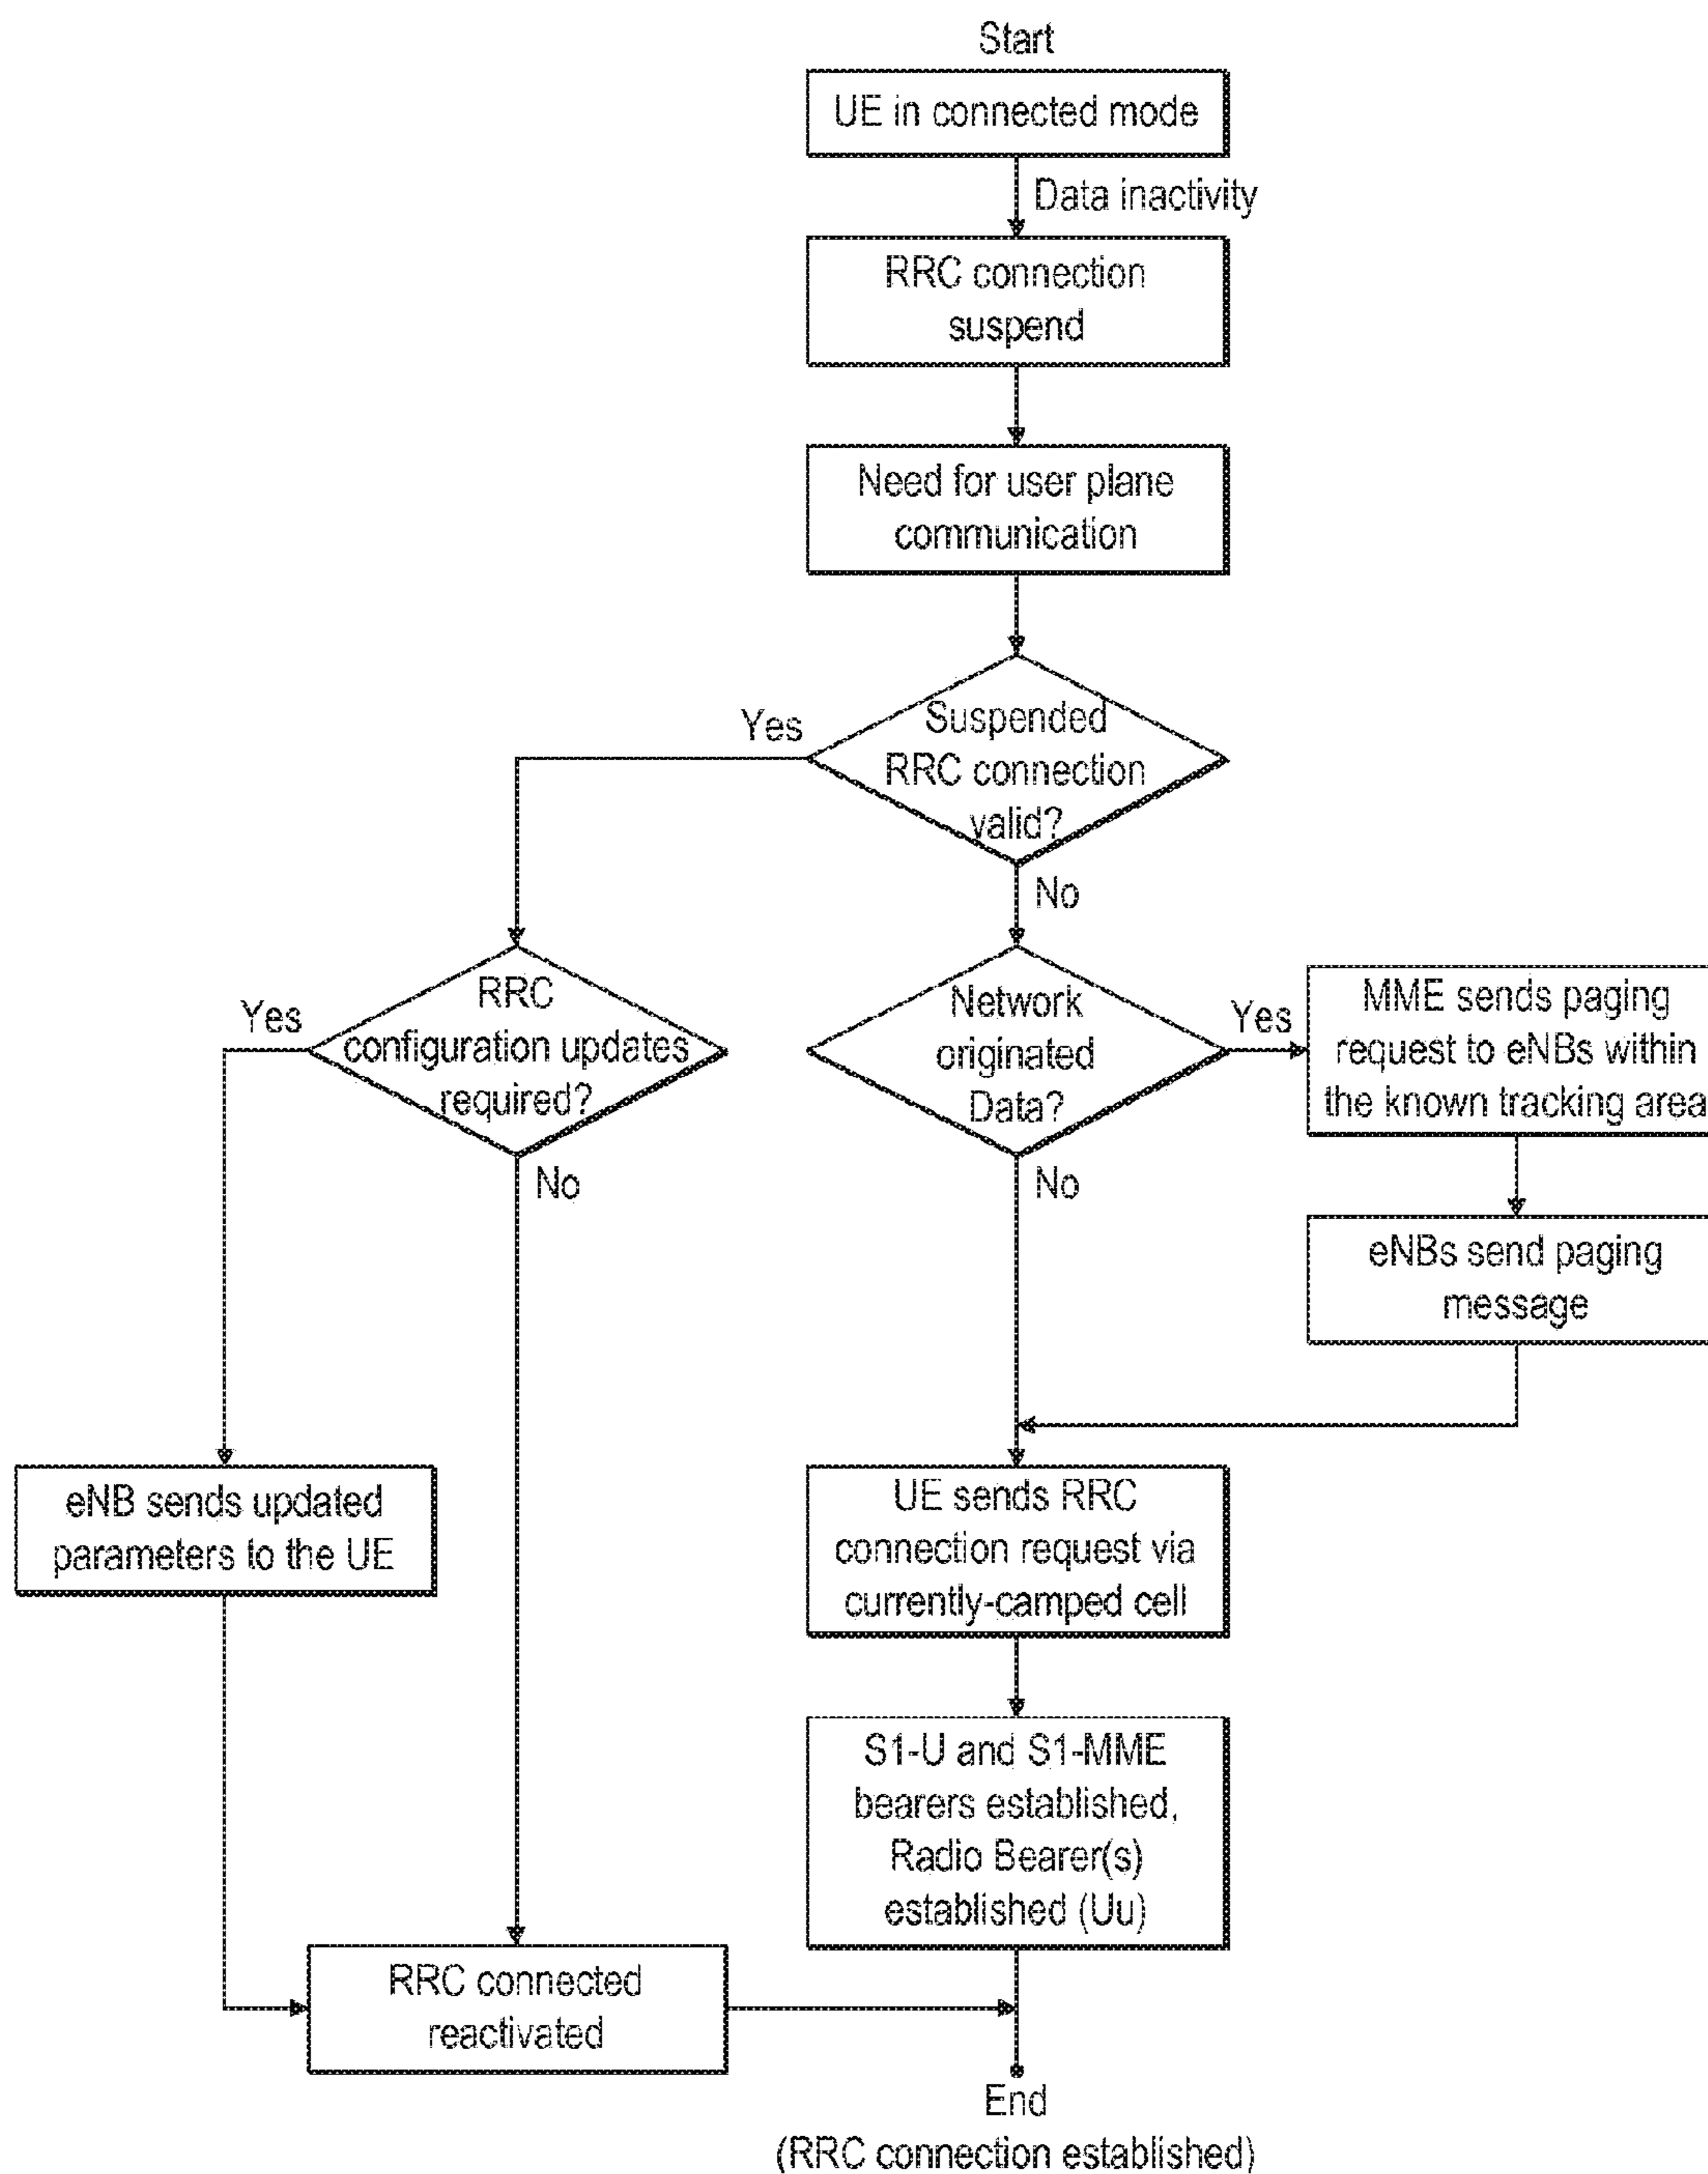 Start
UE in connected mode
Data inactivity
RRC connection
suspend
Need for user plane
communication
Suspended
RRC connection
valid?
Yes
No
RRC
configuration updates
required?
Yes
No
Network
originated
Data?
Yes
No
MME sends paging
request to eNBs within
the known tracking area
eNBs send paging
message
eNB sends updated
parameters to the UE
UE sends RRC
connection request via
currently-camped cell
S1-U and S1-MME
bearers established,
Radio Bearer(s)
established (Uu)
RRC connected
reactivated
End
(RRC connection established)